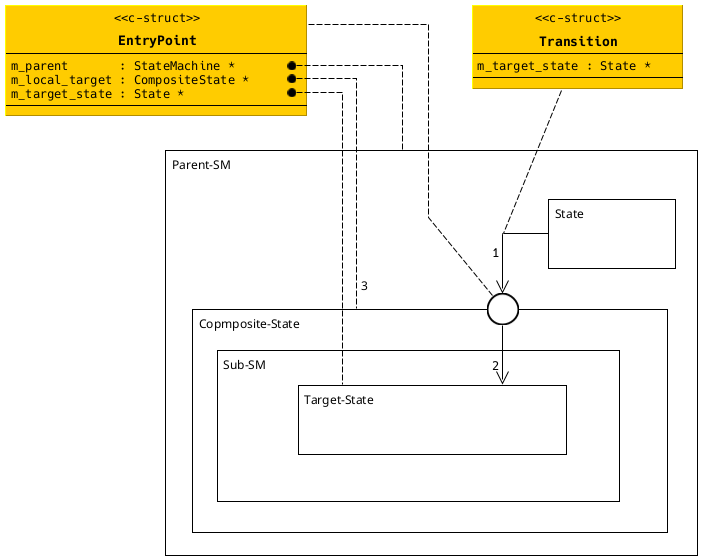 <<c-struct>>
EntryPoint
m_parent : StateMachine *
m_local_target : CompositeState *
m_target_state : State *
<<c-struct>>
Transition
m_target_state : State *
Parent-SM
State
1
3
Copmposite-State
Sub-SM
2
Target-State